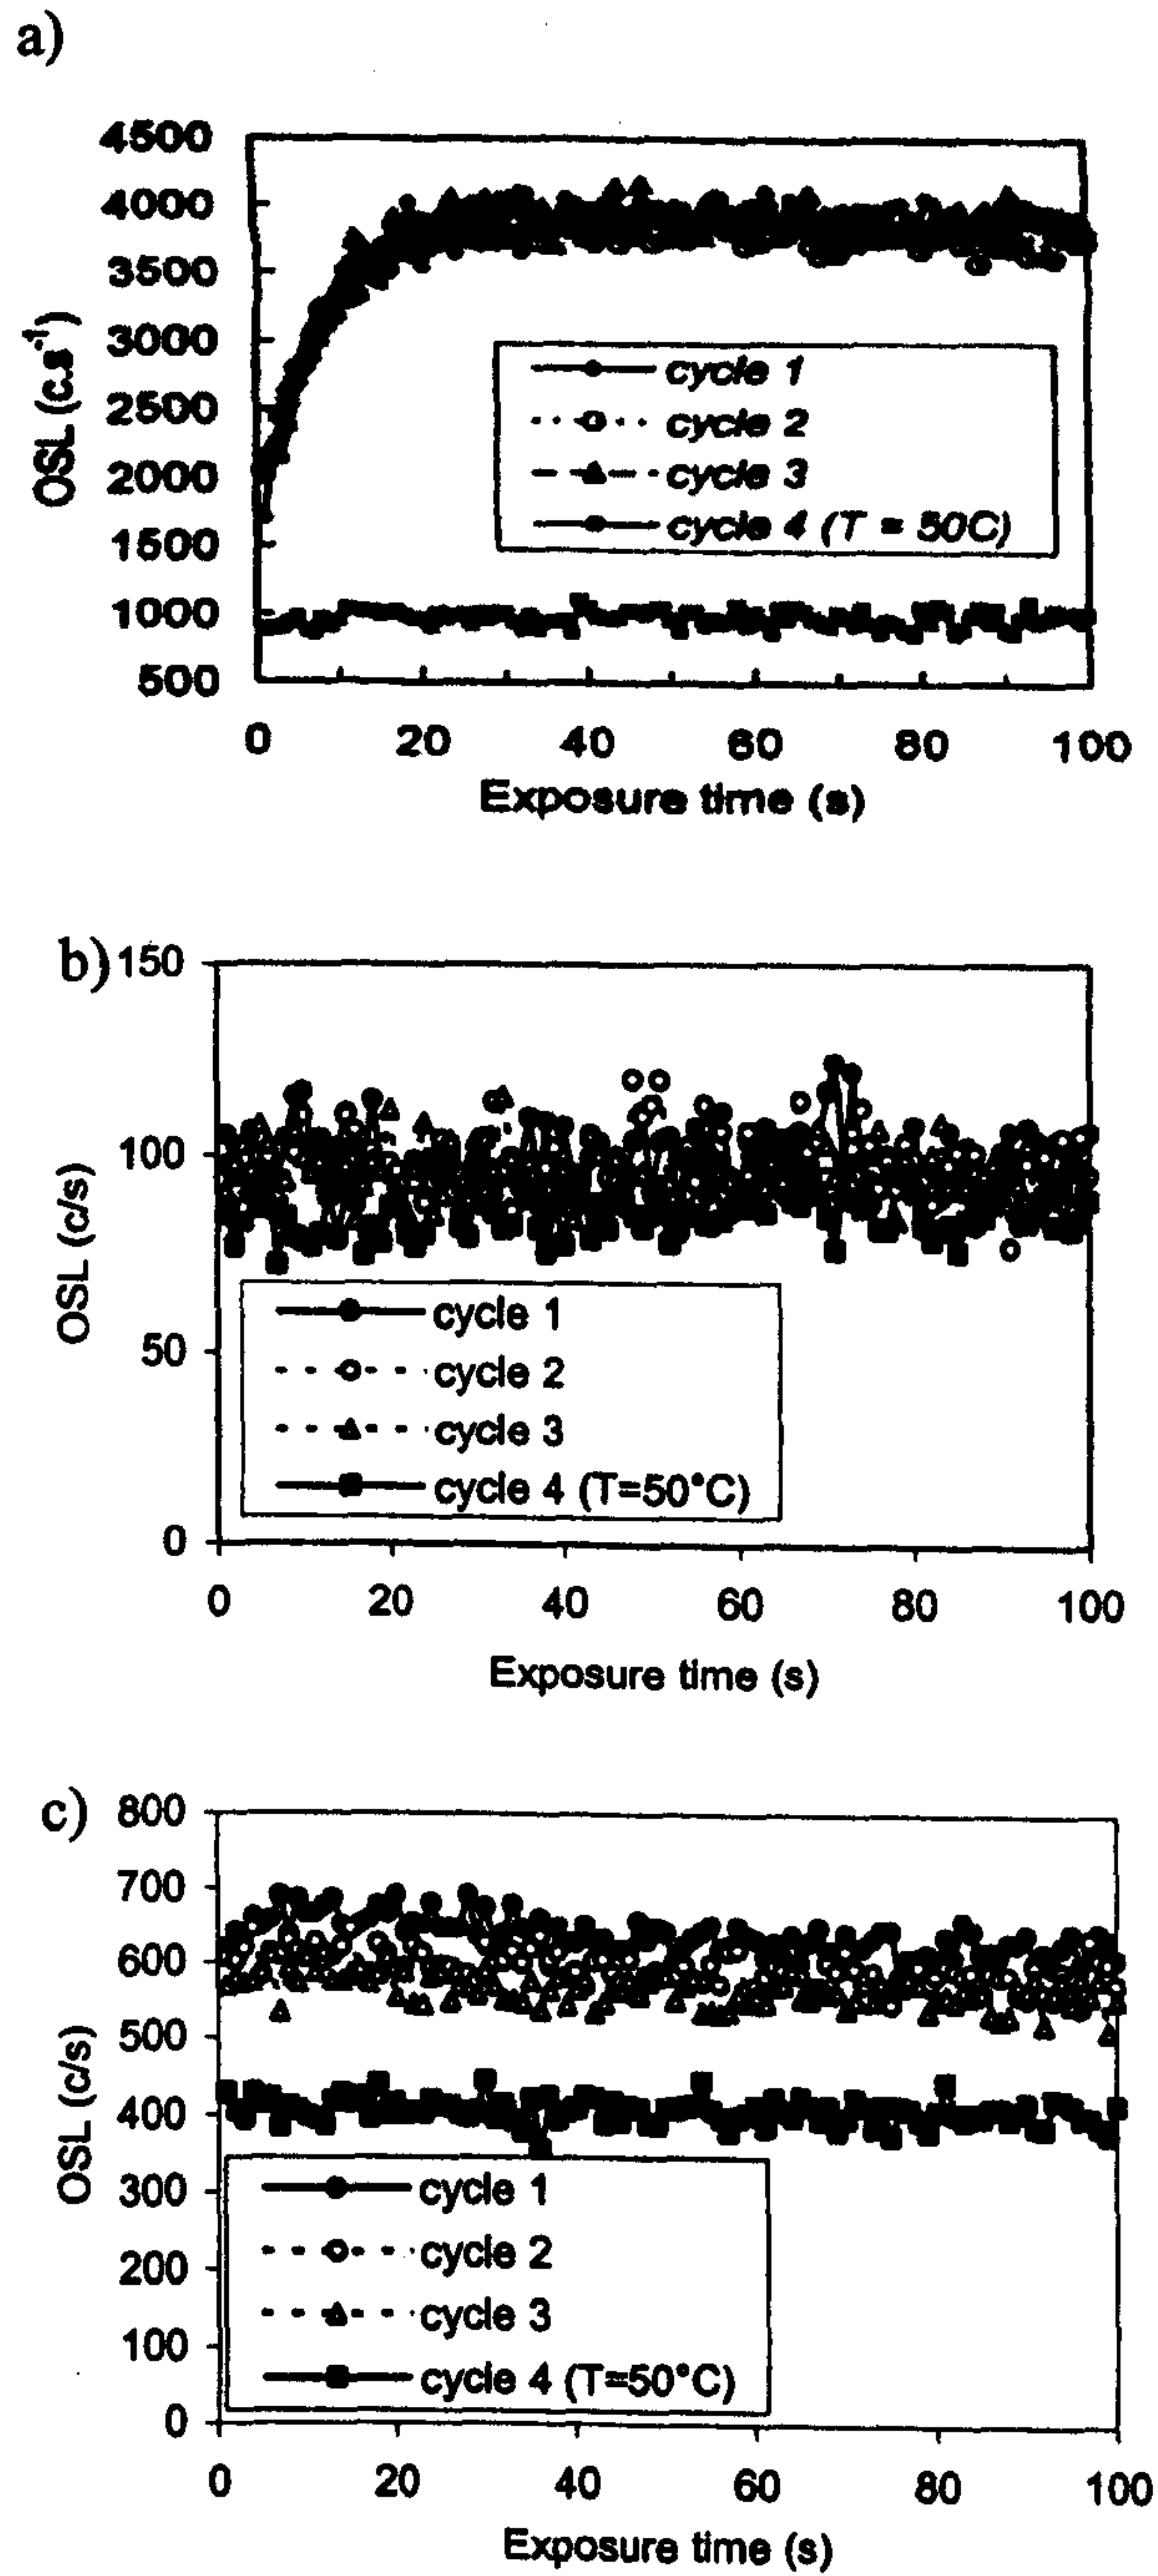 a)
4500
4000
3500
3000
2500
2000
1500
1000
500
OSL (c.s⁻¹)
cycle 1
cycle 2
cycle 3
cycle 4 (T = 50C)
0 20 40 60 80 100
Exposure time (s)
b)
150
100
50
0
OSL (c/s)
cycle 1
cycle 2
cycle 3
cycle 4 (T=50°C)
0 20 40 60 80 100
Exposure time (s)
c)
800
700
600
500
400
300
200
100
0
OSL (c/s)
cycle 1
cycle 2
cycle 3
cycle 4 (T=50°C)
0 20 40 60 80 100
Exposure time (s)